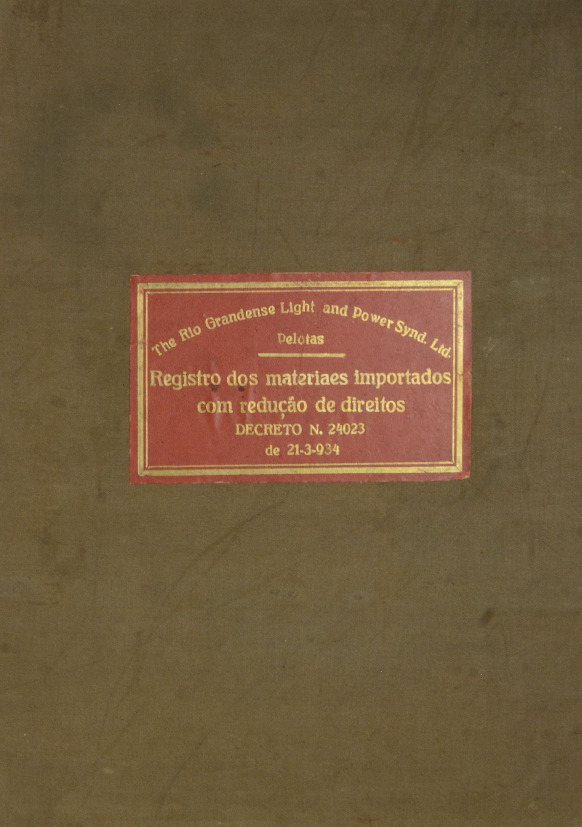 The Rio Grandense Light and Power Synd. Ltd.
Pelotas
Registro dos materiaes importados
com redução de direitos
DECRETO N. 24023
de 21-3-934